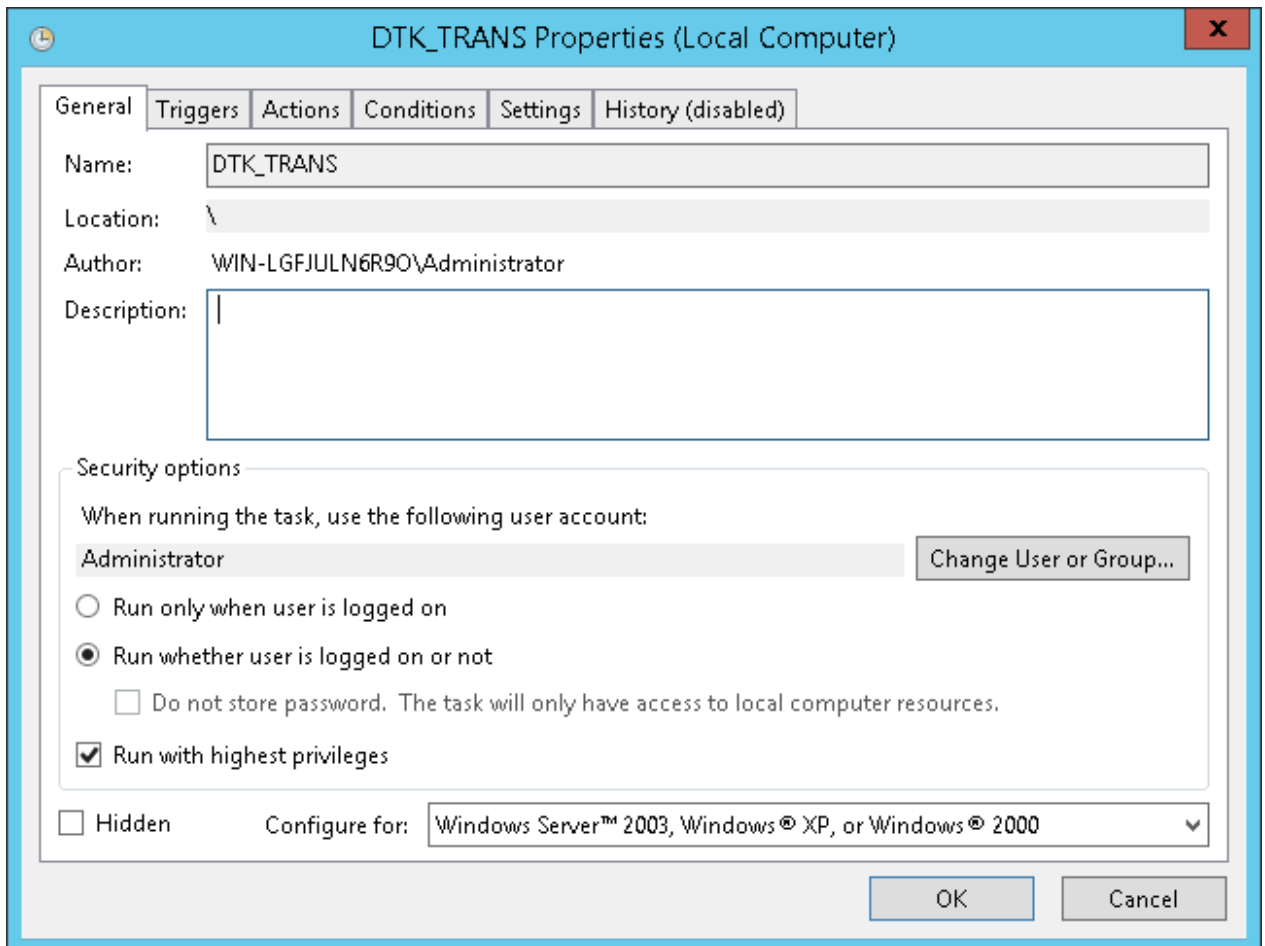 DTK_TRANS Properties (Local Computer)
x
General Triggers Actions Conditions Settings History (disabled)
Name: DTK_TRANS
Location: \
Author: WIN-LGFJULN6R9O\Administrator
Description:
Security options
When running the task, use the following user account:
Administrator Change User or Group...
Run only when user is logged on
Run whether user is logged on or not
Do not store password. The task will only have access to local computer resources.
Run with highest privileges
Hidden Configure for: Windows Server™ 2003, Windows® XP, or Windows® 2000
OK Cancel